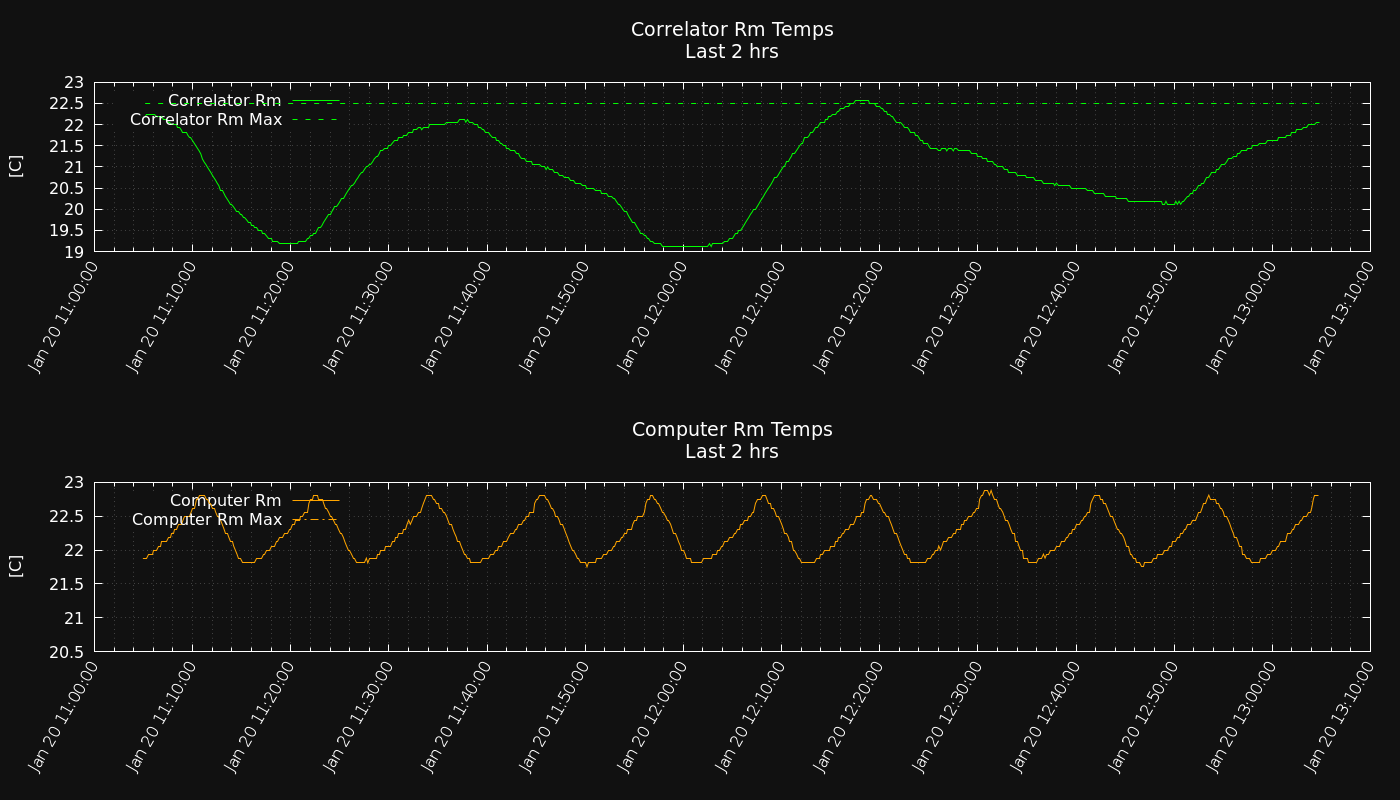 Correlator Rm Temps
Last 2 hrs
23
22.5
22
21.5
21
20.5
20
19.5
19
[C]
Correlator Rm
Correlator Rm Max
Jan 20 11:00:00
Jan 20 11:10:00
Jan 20 11:20:00
Jan 20 11:30:00
Jan 20 11:40:00
Jan 20 11:50:00
Jan 20 12:00:00
Jan 20 12:10:00
Jan 20 12:20:00
Jan 20 12:30:00
Jan 20 12:40:00
Jan 20 12:50:00
Jan 20 13:00:00
Jan 20 13:10:00
Computer Rm Temps
Last 2 hrs
23
22.5
22
21.5
21
20.5
[C]
Computer Rm
Computer Rm Max
Jan 20 11:00:00
Jan 20 11:10:00
Jan 20 11:20:00
Jan 20 11:30:00
Jan 20 11:40:00
Jan 20 11:50:00
Jan 20 12:00:00
Jan 20 12:10:00
Jan 20 12:20:00
Jan 20 12:30:00
Jan 20 12:40:00
Jan 20 12:50:00
Jan 20 13:00:00
Jan 20 13:10:00